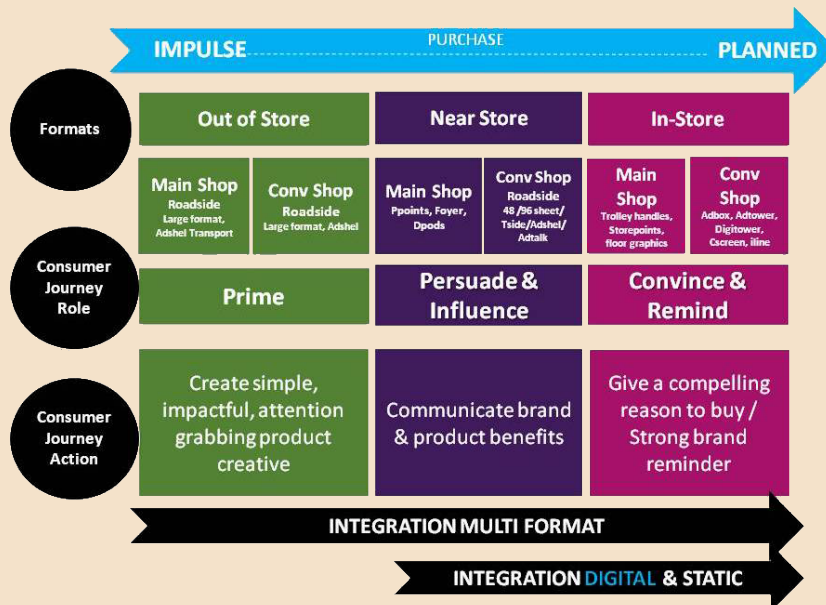 IMPULSE
PURCHASE
PLANNED
Formats
Out of Store
Near Store
In-Store
Main Shop
Roadside
Large format,
Adshel Transport
Conv Shop
Roadside
Large format, Adshel
Main Shop
Ppoints, Foyer,
Dpods
Conv Shop
Roadside
48 /96 sheet/
Tside/Adshel/
Adtalk
Main
Shop
Trolley handles,
Storepoints,
floor graphics
Conv
Shop
Adbox, Adtower,
Digitower,
Cscreen, iline
Consumer
Journey
Role
Prime
Persuade &
Influence
Convince &
Remind
Consumer
Journey
Action
Create simple,
impactful, attention
grabbing product
creative
Communicate brand
& product benefits
Give a compelling
reason to buy /
Strong brand
reminder
INTEGRATION MULTI FORMAT
INTEGRATION DIGITAL & STATIC